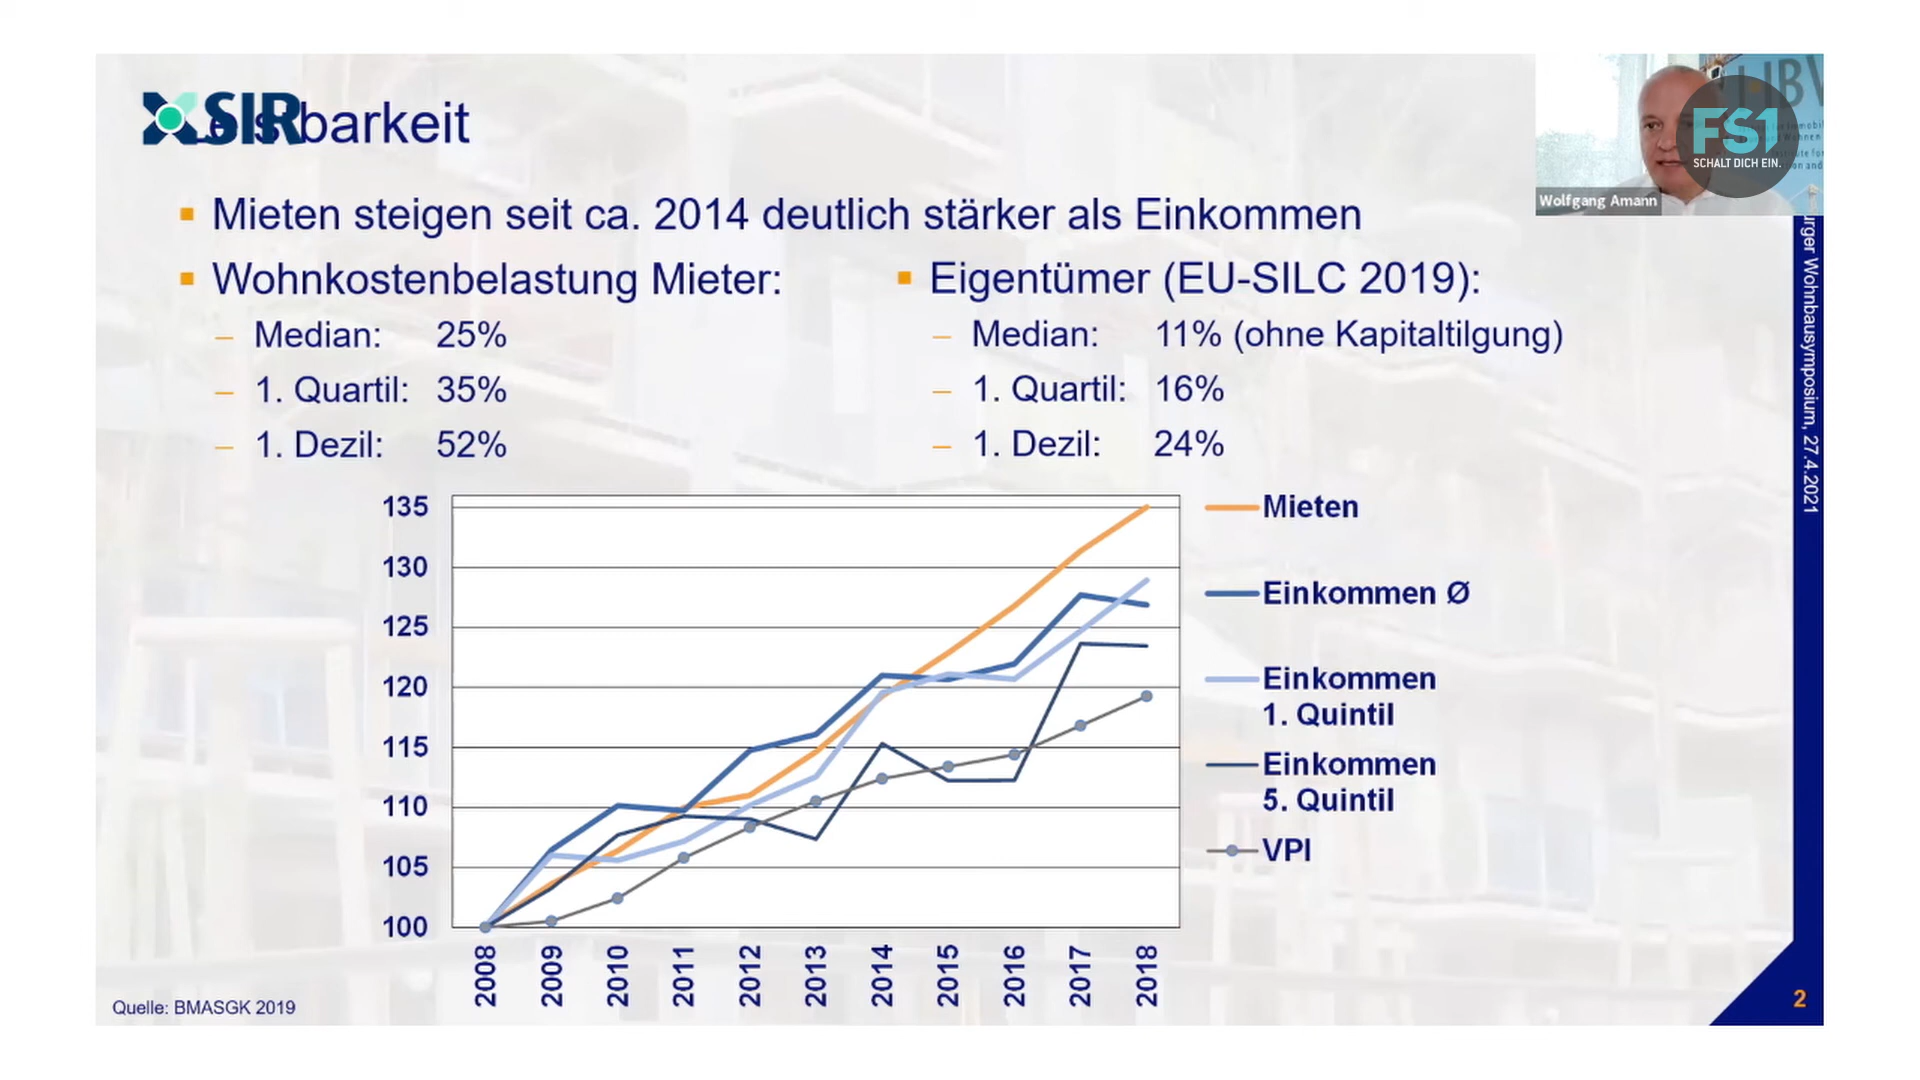 SIR
barkeit
FS1
SCHALT DICH EIN.
Wolfgang Amann
Mieten steigen seit ca. 2014 deutlich stärker als Einkommen
Wohnkostenbelastung Mieter:
– Median: 25%
– 1. Quartil: 35%
– 1. Dezil: 52%
Eigentümer (EU-SILC 2019):
– Median: 11% (ohne Kapitaltilgung)
– 1. Quartil: 16%
– 1. Dezil: 24%
135
130
125
120
115
110
105
100
2008
2009
2010
2011
2012
2013
2014
2015
2016
2017
2018
Mieten
Einkommen Ø
Einkommen
1. Quintil
Einkommen
5. Quintil
VPI
Wohnbausymposium, 27.4.2021
Quelle: BMASGK 2019
2